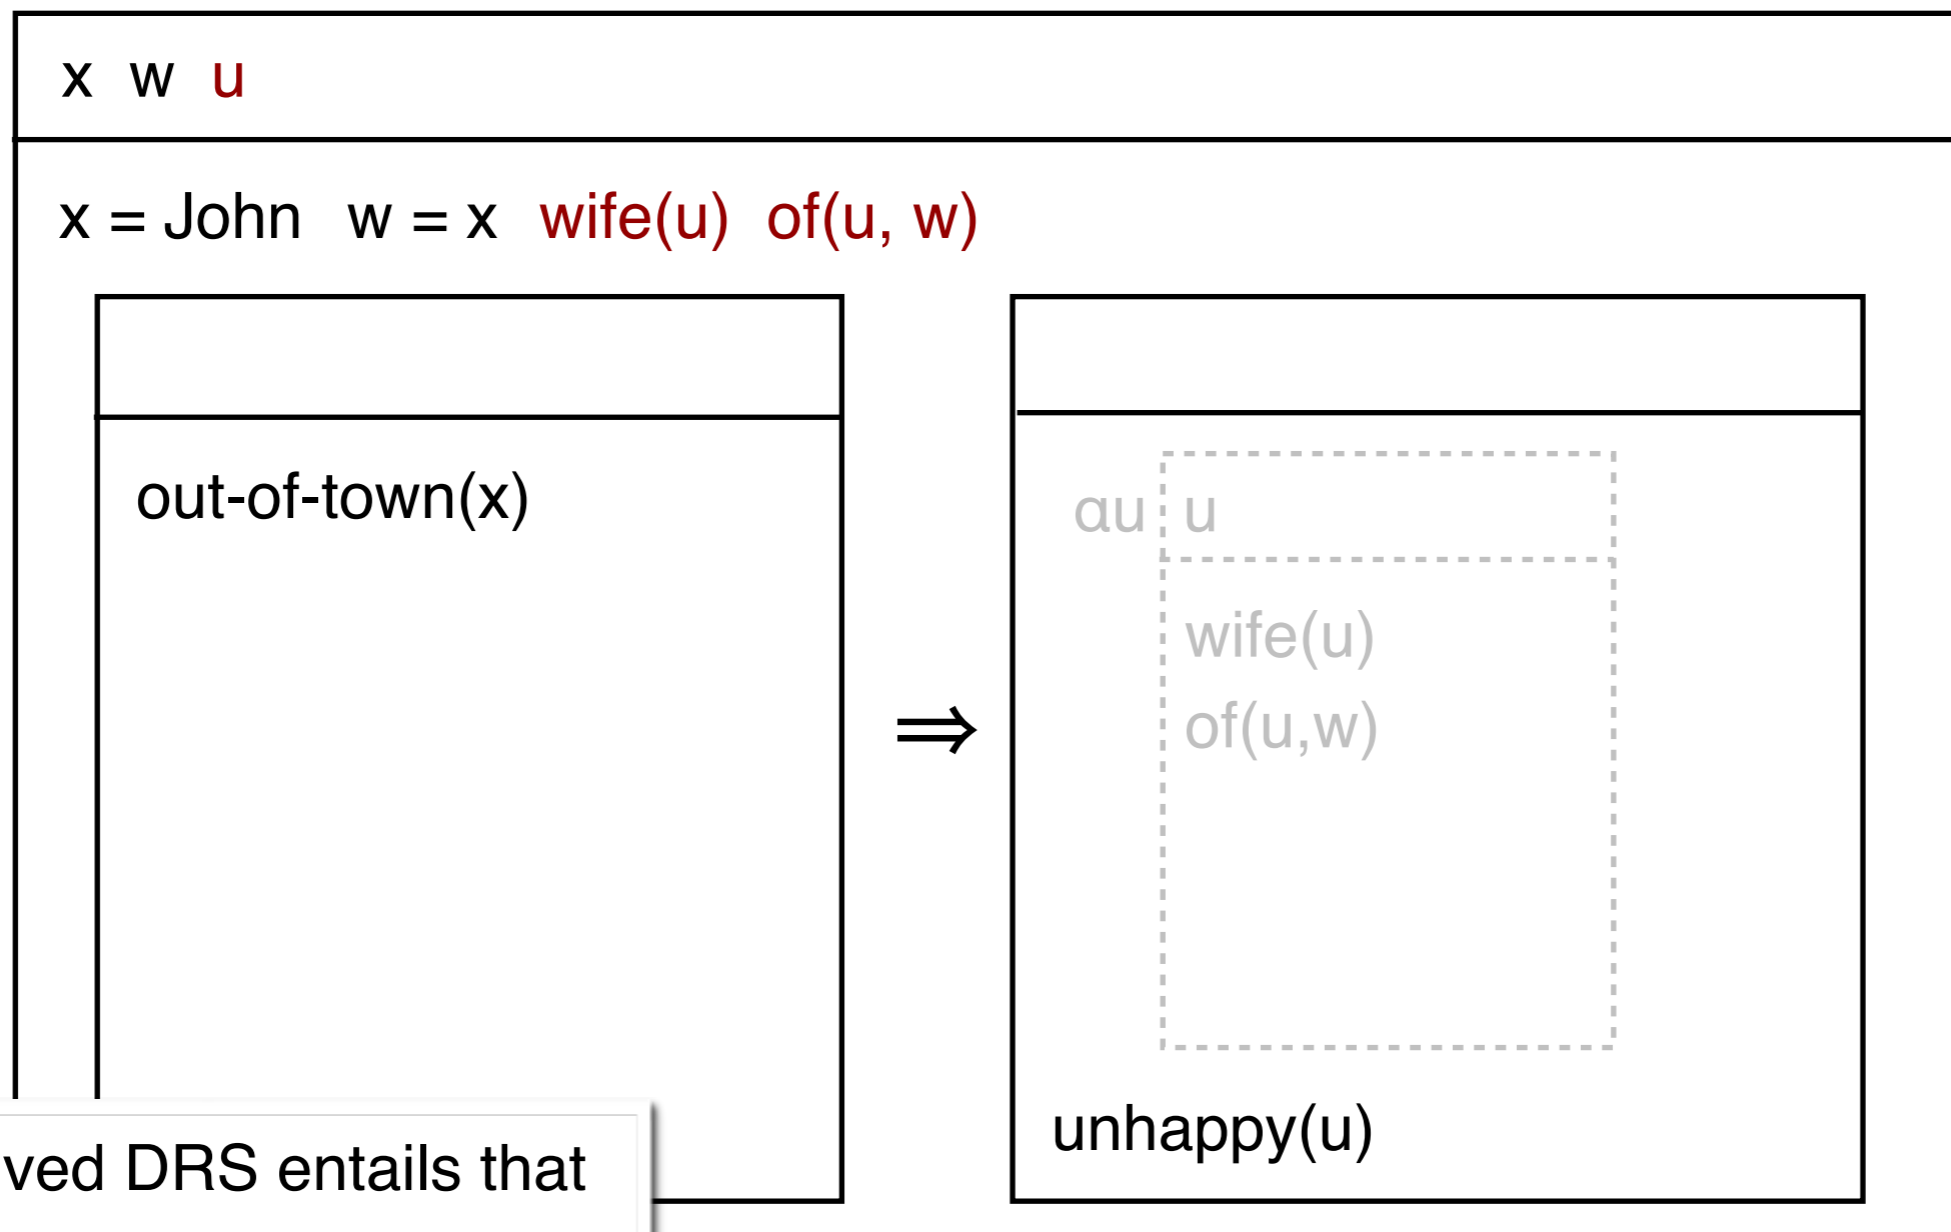 x w u
x = John w = x wife(u) of(u, w)
out-of-town(x)
⇒
αu u
wife(u)
of(u,w)
unhappy(u)
ved DRS entails that